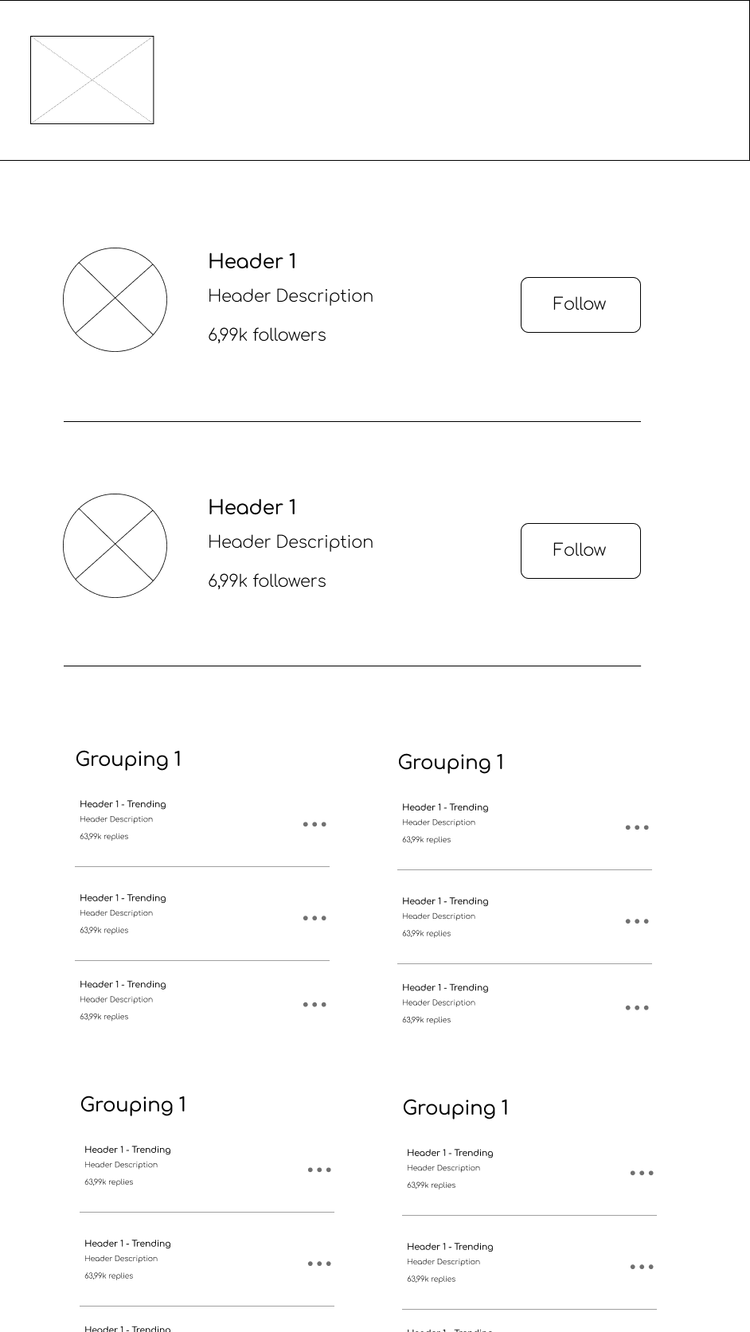 Header 1
Header Description
6,99k followers
Follow
Header 1
Header Description
6,99k followers
Follow
Grouping 1
Header 1 - Trending
Header Description
63,99k replies
Header 1 - Trending
Header Description
63,99k replies
Header 1 - Trending
Header Description
63,99k replies
Grouping 1
Header 1 - Trending
Header Description
63,99k replies
Header 1 - Trending
Header Description
63,99k replies
Header 1 - Trending
Header Description
63,99k replies
Grouping 1
Header 1 - Trending
Header Description
63,99k replies
Header 1 - Trending
Header Description
63,99k replies
Header 1 - Trending
Grouping 1
Header 1 - Trending
Header Description
63,99k replies
Header 1 - Trending
Header Description
63,99k replies